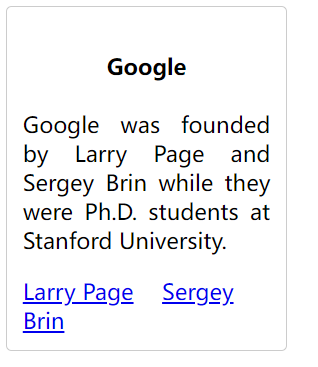 Google
Google was founded
by Larry Page and
Sergey Brin while they
were Ph.D. students at
Stanford University.
Larry Page Sergey
Brin